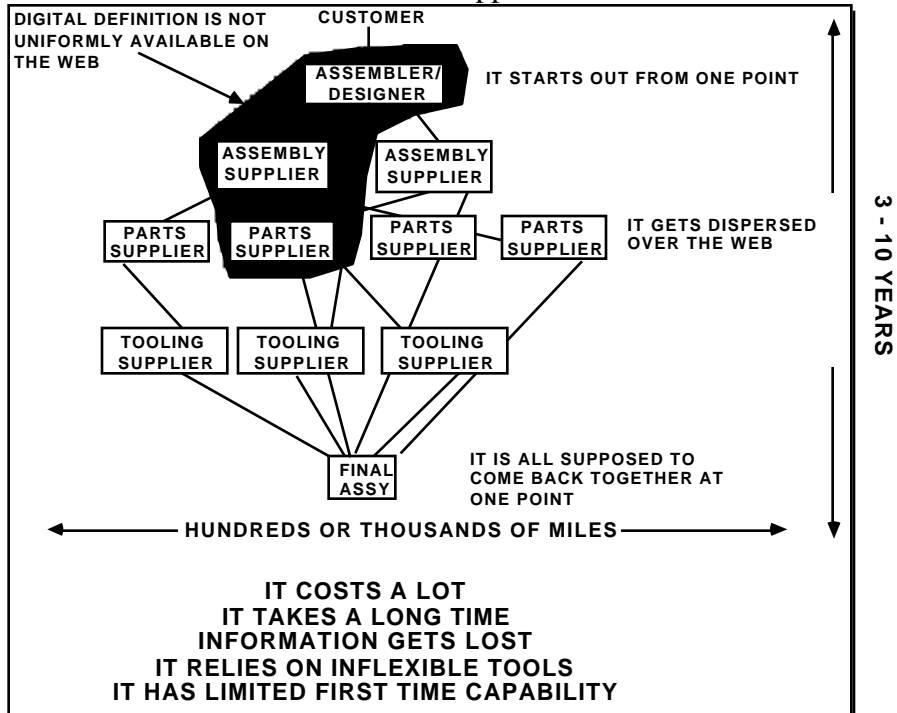 DIGITAL DEFINITION IS NOT
UNIFORMLY AVAILABLE ON
THE WEB
CUSTOMER
ASSEMBLER/
DESIGNER
IT STARTS OUT FROM ONE POINT
ASSEMBLY
SUPPLIER
ASSEMBLY
SUPPLIER
PARTS
SUPPLIER
PARTS
SUPPLIER
PARTS
SUPPLIER
PARTS
SUPPLIER
IT GETS DISPERSED
OVER THE WEB
3 - 10 YEARS
TOOLING
SUPPLIER
TOOLING
SUPPLIER
TOOLING
SUPPLIER
FINAL
ASSY
IT IS ALL SUPPOSED TO
COME BACK TOGETHER AT
ONE POINT
HUNDREDS OR THOUSANDS OF MILES
IT COSTS A LOT
IT TAKES A LONG TIME
INFORMATION GETS LOST
IT RELIES ON INFLEXIBLE TOOLS
IT HAS LIMITED FIRST TIME CAPABILITY